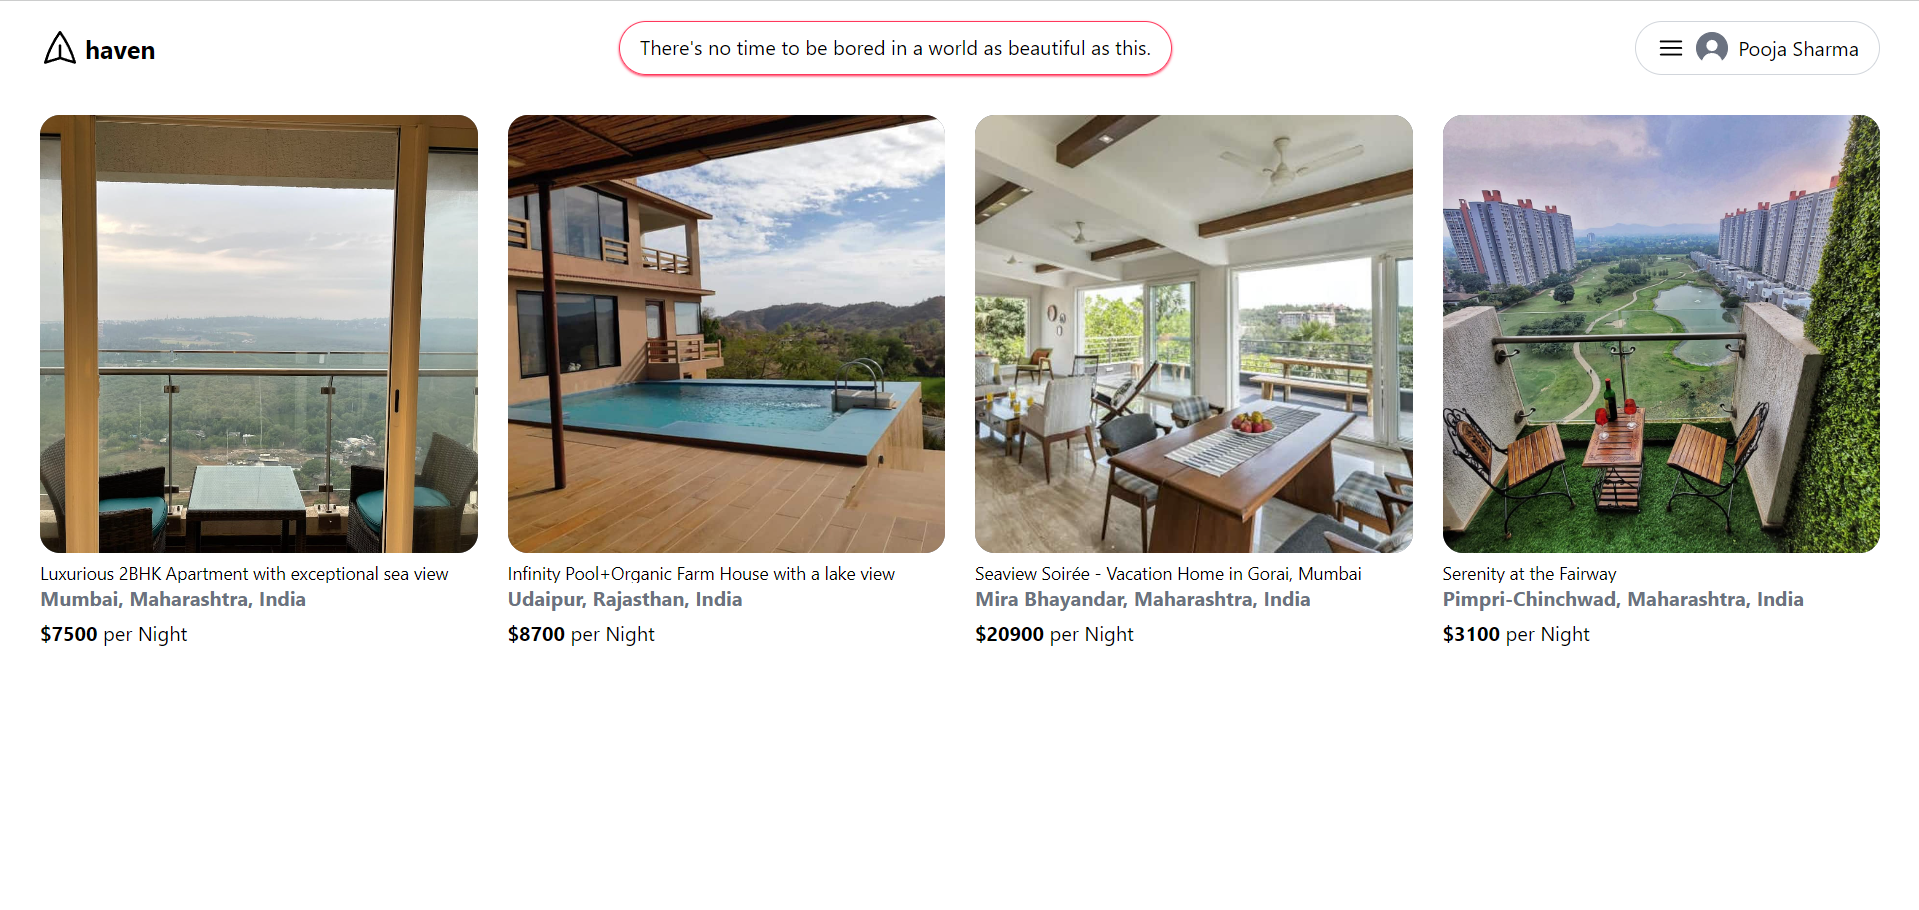 haven
There's no time to be bored in a world as beautiful as this.
Pooja Sharma
Luxurious 2BHK Apartment with exceptional sea view
Mumbai, Maharashtra, India
$7500 per Night
Infinity Pool+Organic Farm House with a lake view
Udaipur, Rajasthan, India
$8700 per Night
Seaview Soirée - Vacation Home in Gorai, Mumbai
Mira Bhayandar, Maharashtra, India
$20900 per Night
Serenity at the Fairway
Pimpri-Chinchwad, Maharashtra, India
$3100 per Night